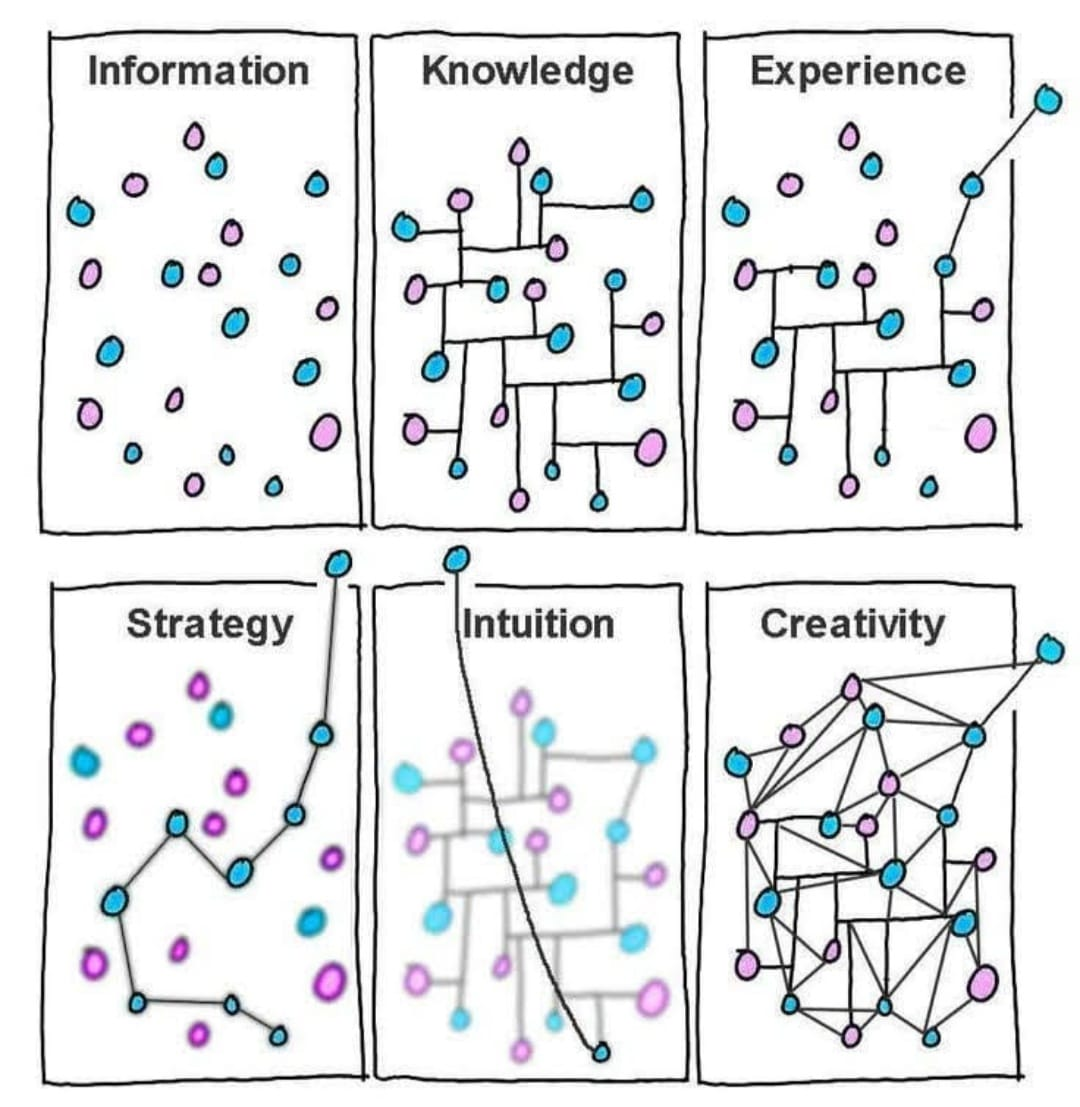 Information
Knowledge
Experience
Strategy
Intuition
Creativity